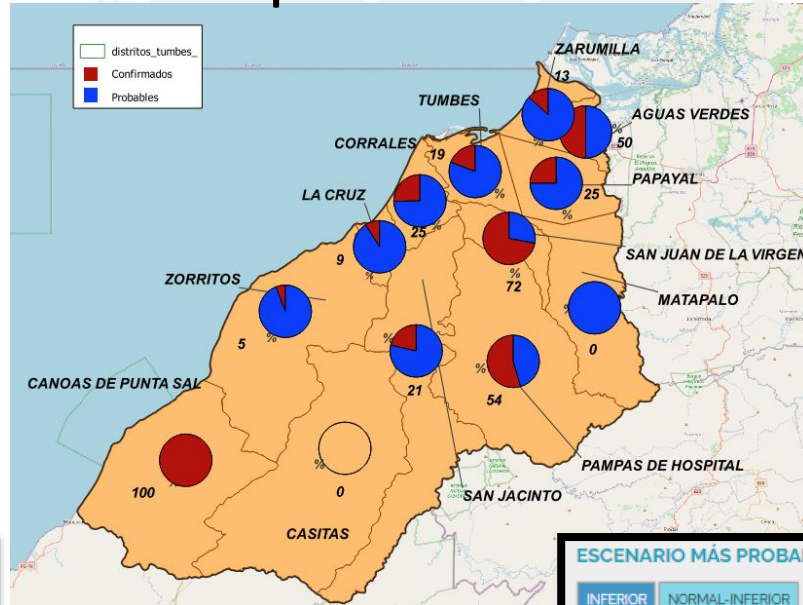 distritos_tumbes_
Confirmados
Probables
ZARUMILLA
13
%
TUMBES
AGUAS VERDES
%
50
CORRALES
19
%
PAPAYAL
25
%
LA CRUZ
25
%
SAN JUAN DE LA VIRGEN
9
%
%
72
ZORRITOS
MATAPALO
5
%
%
0
%
21
%
54
CANOAS DE PUNTA SAL
100
%
%
0
PAMPAS DE HOSPITAL
SAN JACINTO
CASITAS
ESCENARIO MÁS PROBA
INFERIOR
NORMAL-INFERIOR